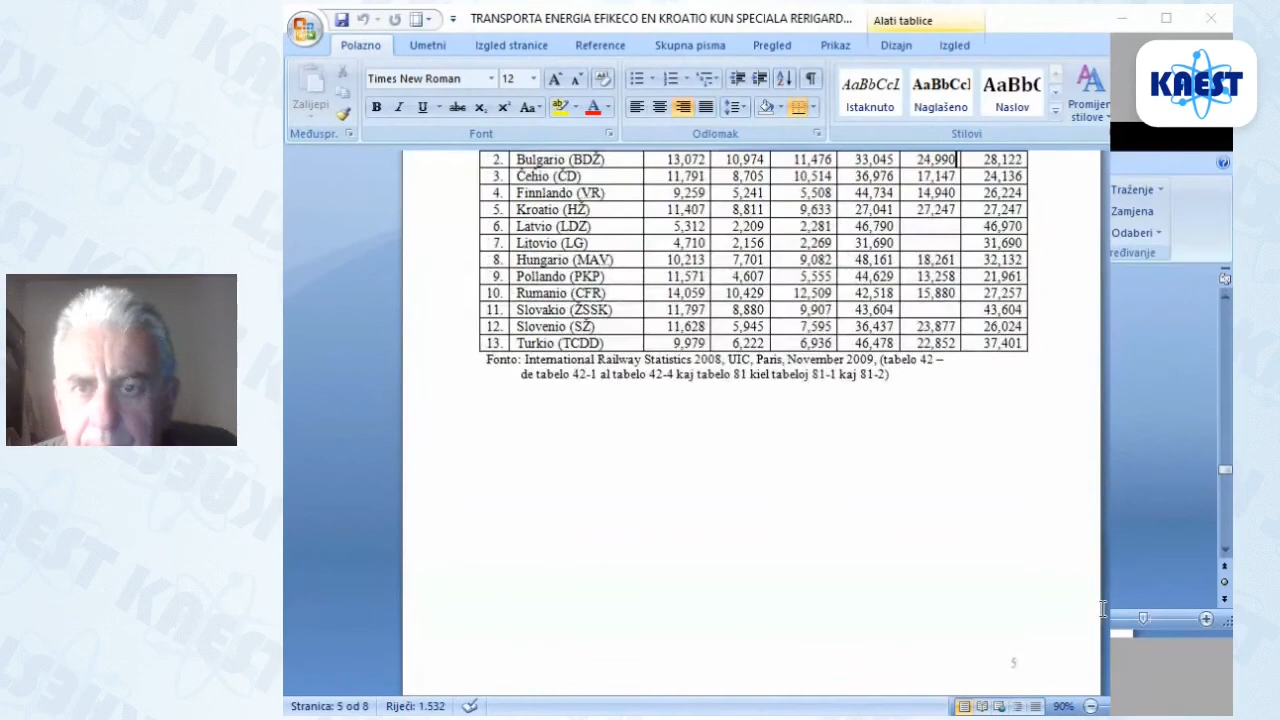 TRANSPORTA ENERGIA EFIKECO EN KROATIO KUN SPECIALA RERIGARD...
Alati tablice
Polazno Umetni Izgled stranice Reference Skupna pisma Pregled Prikaz Dizajn Izgled
KAEST
Zalijepi
Times New Roman 12
AaBbCcI AaBbCcI AaBbC
Istaknuto Naglašeno Naslov
Promijeni stilove
Međuspr. Font Odlomak Stilovi
Traženje
Zamjena
Odaberi
ređivanje
2. Bulgario (BDŽ) 13,072 10,974 11,476 33,045 24,990 28,122
3. Čehio (ČD) 11,791 8,705 10,514 36,976 17,147 24,136
4. Finnlando (VR) 9,259 5,241 5,508 44,734 14,940 26,224
5. Kroatio (HŽ) 11,407 8,811 9,633 27,041 27,247 27,247
6. Latvio (LDZ) 5,312 2,209 2,281 46,790 46,970
7. Litovio (LG) 4,710 2,156 2,269 31,690 31,690
8. Hungario (MAV) 10,213 7,701 9,082 48,161 18,261 32,132
9. Pollando (PKP) 11,571 4,607 5,555 44,629 13,258 21,961
10. Rumanio (CFR) 14,059 10,429 12,509 42,518 15,880 27,257
11. Slovakio (ŽSSK) 11,797 8,880 9,907 43,604 43,604
12. Slovenio (SŽ) 11,628 5,945 7,595 36,437 23,877 26,024
13. Turkio (TCDD) 9,979 6,222 6,936 46,478 22,852 37,401
Fonto: International Railway Statistics 2008, UIC, Paris, November 2009, (tabelo 42 –
de tabelo 42-1 al tabelo 42-4 kaj tabelo 81 kiel tabeloj 81-1 kaj 81-2)
5
Stranica: 5 od 8 Riječi: 1.532 90%